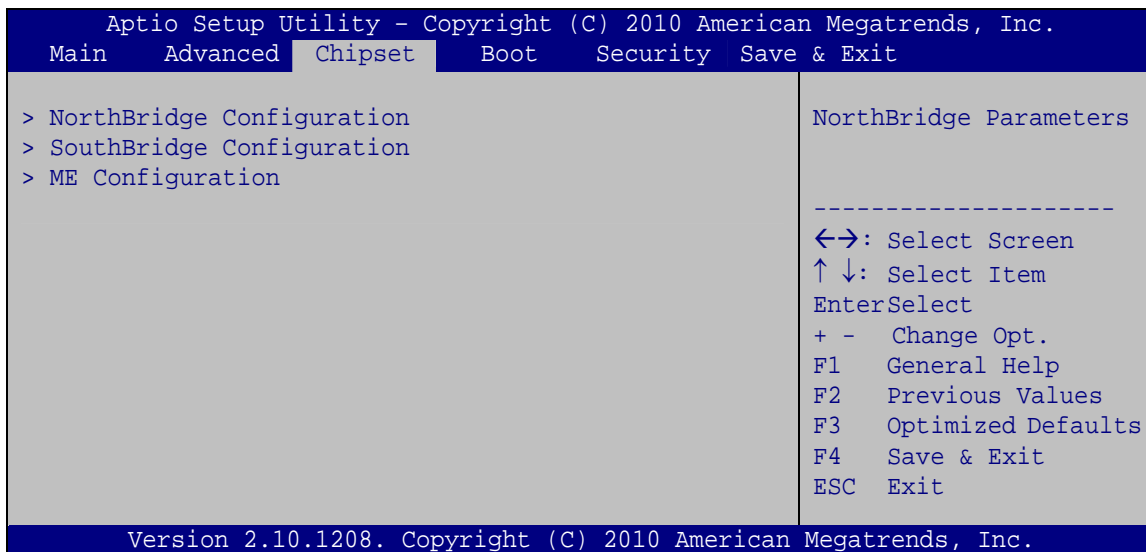 Aptio Setup Utility – Copyright (C) 2010 American Megatrends, Inc.
Main Advanced Chipset Boot Security Save & Exit
> NorthBridge Configuration
> SouthBridge Configuration
> ME Configuration
NorthBridge Parameters
---------------------
←→: Select Screen
↑ ↓: Select Item
EnterSelect
+ - Change Opt.
F1 General Help
F2 Previous Values
F3 Optimized Defaults
F4 Save & Exit
ESC Exit
Version 2.10.1208. Copyright (C) 2010 American Megatrends, Inc.